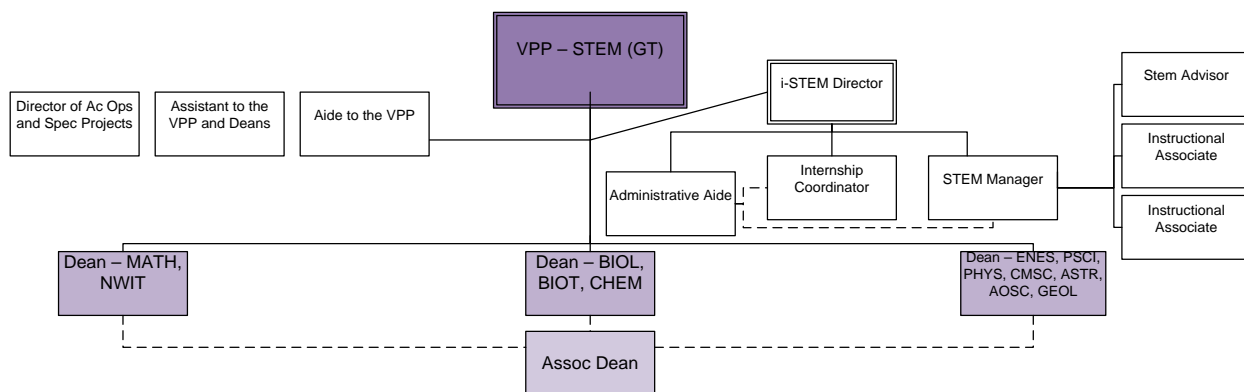 VPP – STEM (GT)
i-STEM Director
Stem Advisor
Director of Ac Ops
and Spec Projects
Assistant to the
VPP and Deans
Aide to the VPP
Instructional
Associate
Administrative Aide
Internship
Coordinator
STEM Manager
Instructional
Associate
Dean – MATH,
NWIT
Dean – BIOL,
BIOT, CHEM
Dean – ENES, PSCI,
PHYS, CMSC, ASTR,
AOSC, GEOL
Assoc Dean